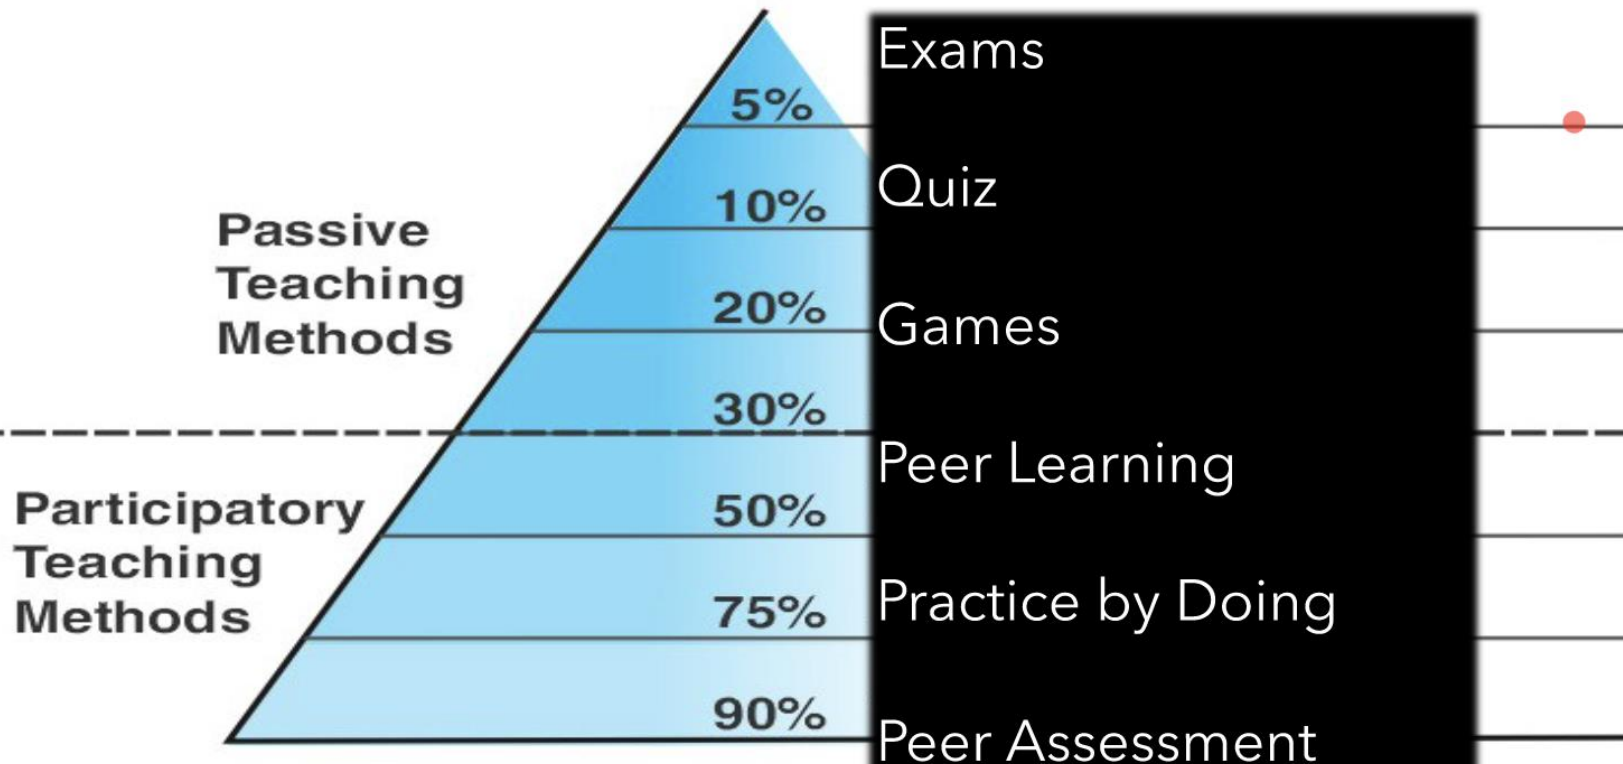 Exams
5%
Quiz
10%
Passive
Teaching
Methods
20%
Games
30%
Peer Learning
Participatory
Teaching
Methods
50%
75%
Practice by Doing
90%
Peer Assessment